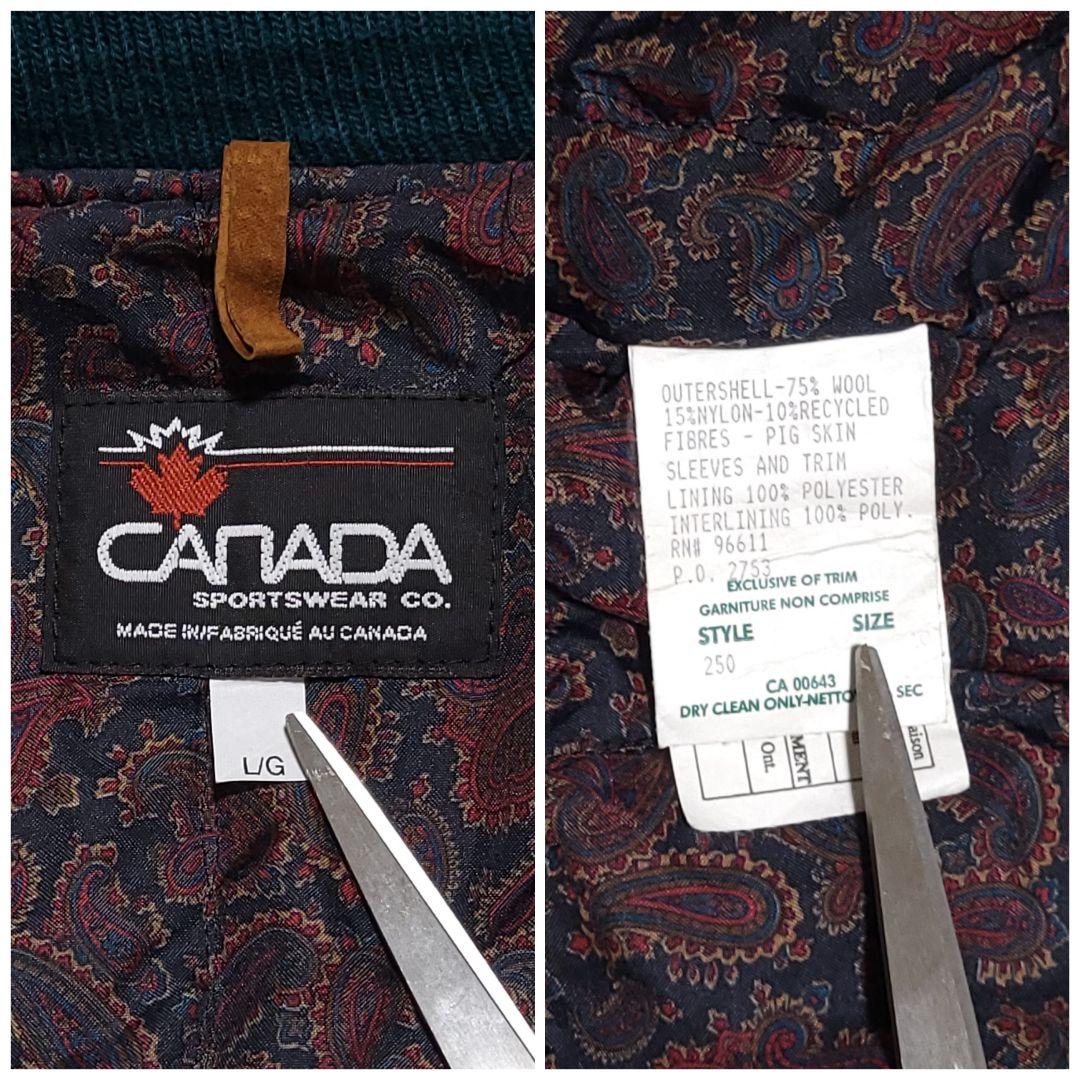 CANADA
SPORTSWEAR CO.
MADE IN/FABRIQUÉ AU CANADA
L/G
OUTERSHELL-75% WOOL
15%NYLON-10%RECYCLED
FIBRES - PIG SKIN
SLEEVES AND TRIM
LINING 100% POLYESTER
INTERLINING 100% POLY.
RN# 96611
P.O. 2753
EXCLUSIVE OF TRIM
GARNITURE NON COMPRISE
STYLE SIZE
250
CA 00643
DRY CLEAN ONLY-NETTO SEC
Ont.
MENT
aison